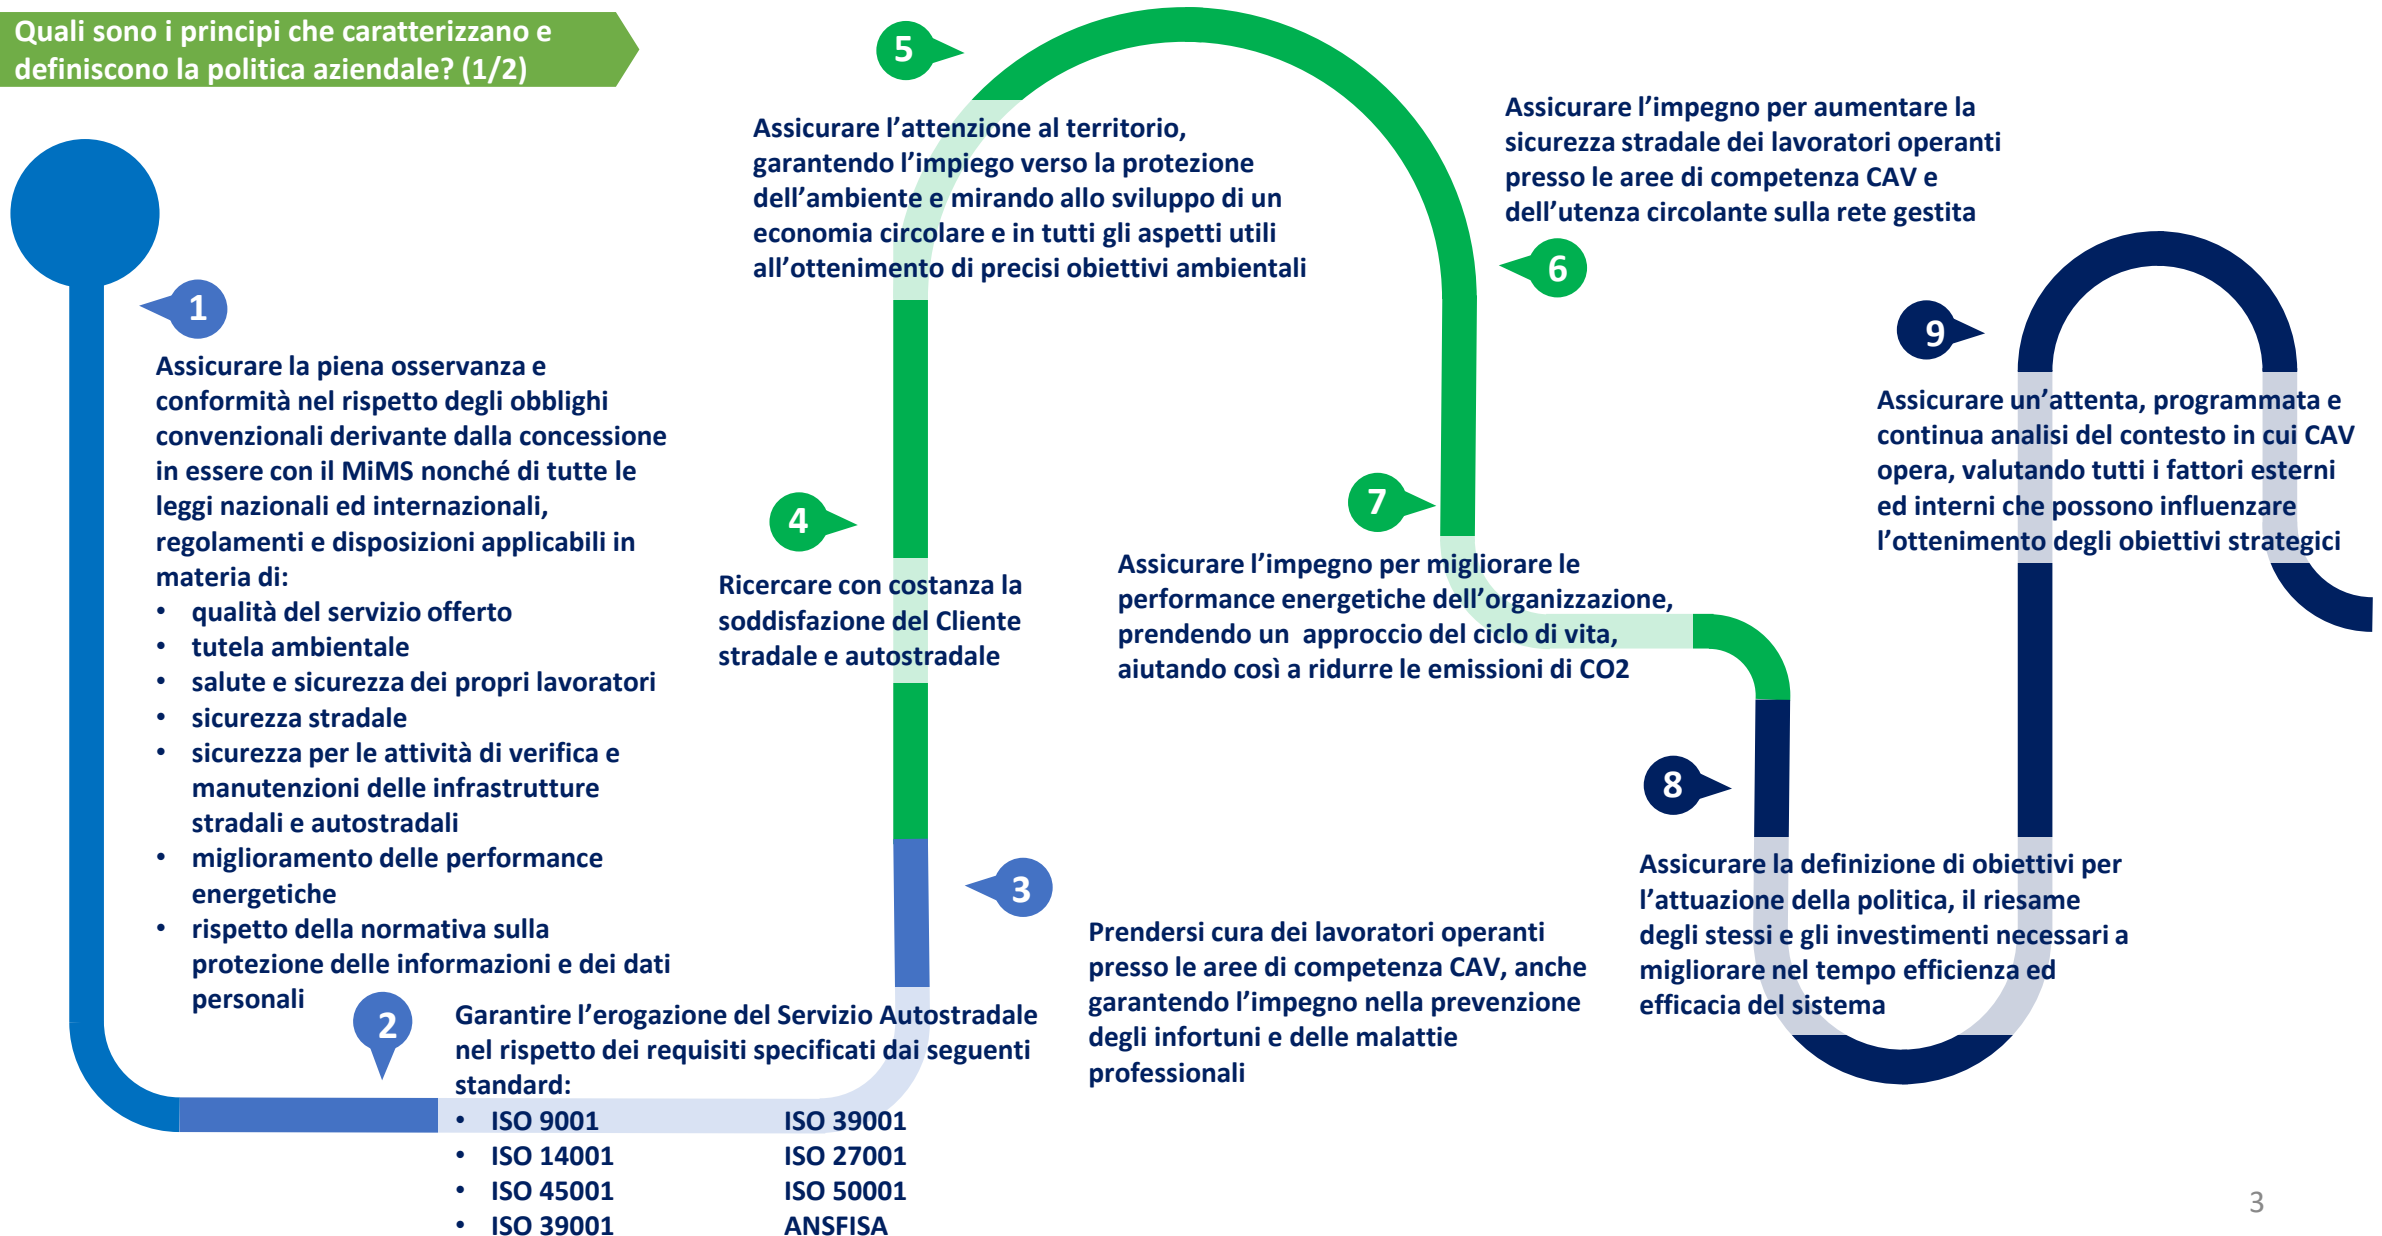 Quali sono i principi che caratterizzano e
definiscono la politica aziendale? (1/2)
1
Assicurare la piena osservanza e
conformità nel rispetto degli obblighi
convenzionali derivante dalla concessione
in essere con il MiMS nonché di tutte le
leggi nazionali ed internazionali,
regolamenti e disposizioni applicabili in
materia di:
• qualità del servizio offerto
• tutela ambientale
• salute e sicurezza dei propri lavoratori
• sicurezza stradale
• sicurezza per le attività di verifica e
manutenzioni delle infrastrutture
stradali e autostradali
• miglioramento delle performance
energetiche
• rispetto della normativa sulla
protezione delle informazioni e dei dati
personali
2
Garantire l’erogazione del Servizio Autostradale
nel rispetto dei requisiti specificati dai seguenti
standard:
• ISO 9001 ISO 39001
• ISO 14001 ISO 27001
• ISO 45001 ISO 50001
• ISO 39001 ANSFISA
3
Prendersi cura dei lavoratori operanti
presso le aree di competenza CAV, anche
garantendo l’impegno nella prevenzione
degli infortuni e delle malattie
professionali
4
Ricercare con costanza la
soddisfazione del Cliente
stradale e autostradale
5
Assicurare l’attenzione al territorio,
garantendo l’impiego verso la protezione
dell’ambiente e mirando allo sviluppo di un
economia circolare e in tutti gli aspetti utili
all’ottenimento di precisi obiettivi ambientali
Assicurare l’impegno per aumentare la
sicurezza stradale dei lavoratori operanti
presso le aree di competenza CAV e
dell’utenza circolante sulla rete gestita
6
7
Assicurare l’impegno per migliorare le
performance energetiche dell’organizzazione,
prendendo un  approccio del ciclo di vita,
aiutando così a ridurre le emissioni di CO2
8
Assicurare la definizione di obiettivi per
l’attuazione della politica, il riesame
degli stessi e gli investimenti necessari a
migliorare nel tempo efficienza ed
efficacia del sistema
9
Assicurare un’attenta, programmata e
continua analisi del contesto in cui CAV
opera, valutando tutti i fattori esterni
ed interni che possono influenzare
l’ottenimento degli obiettivi strategici
3